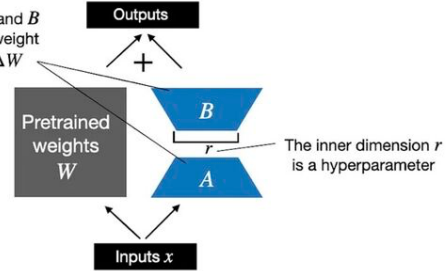 Outputs
and B
weight
ΔW
+
Pretrained
weights
W
B
r
A
The inner dimension r
is a hyperparameter
Inputs x